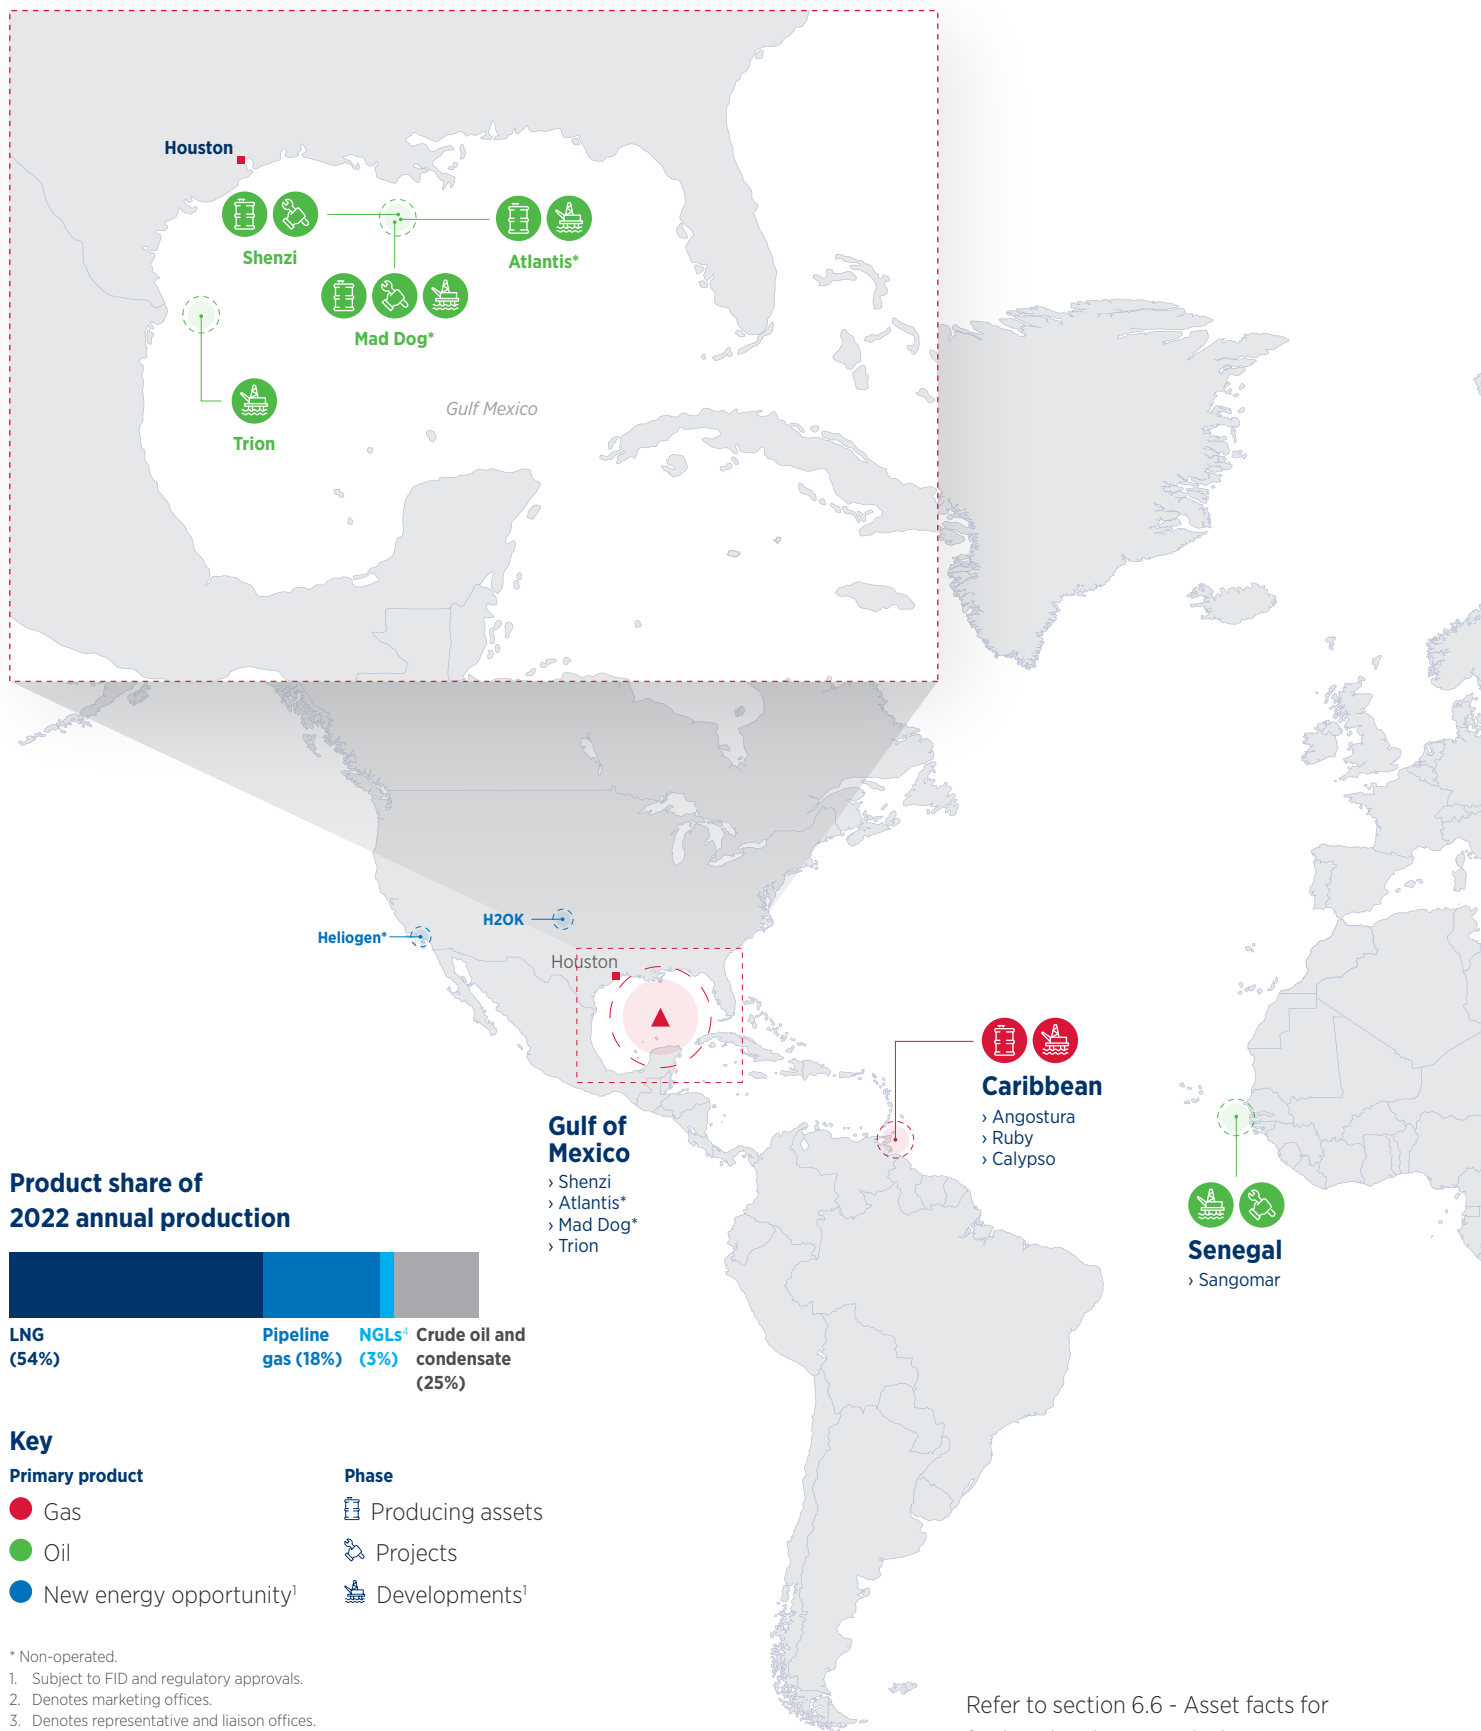 Houston
Shenzi
Atlantis*
Mad Dog*
Gulf Mexico
Trion
H2OK
Heliogen*
Houston
Caribbean
› Angostura
› Ruby
› Calypso
Gulf of
Mexico
› Shenzi
› Atlantis*
› Mad Dog*
› Trion
Senegal
› Sangomar
Product share of
2022 annual production
LNG
(54%)
Pipeline
gas (18%)
NGLs⁴
(3%)
Crude oil and
condensate
(25%)
Key
Primary product
Gas
Oil
New energy opportunity¹
Phase
Producing assets
Projects
Developments¹
* Non-operated.
1. Subject to FID and regulatory approvals.
2. Denotes marketing offices.
3. Denotes representative and liaison offices.
Refer to section 6.6 - Asset facts for